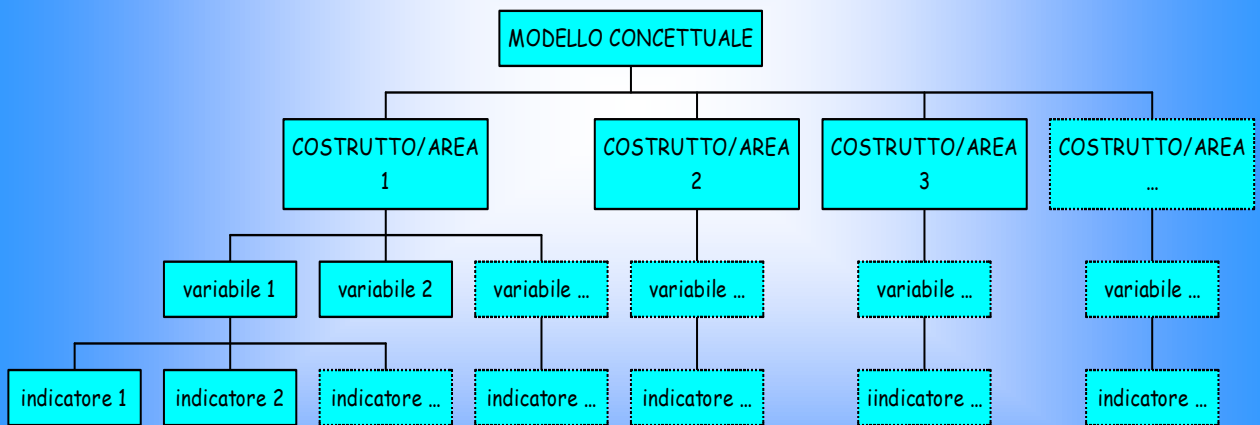 MODELLO CONCETTUALE
COSTRUTTO/AREA
1
COSTRUTTO/AREA
2
COSTRUTTO/AREA
3
COSTRUTTO/AREA
...
variabile 1
variabile 2
variabile ...
variabile ...
variabile ...
variabile ...
indicatore 1
indicatore 2
indicatore ...
indicatore ...
indicatore ...
iindicatore ...
indicatore ...